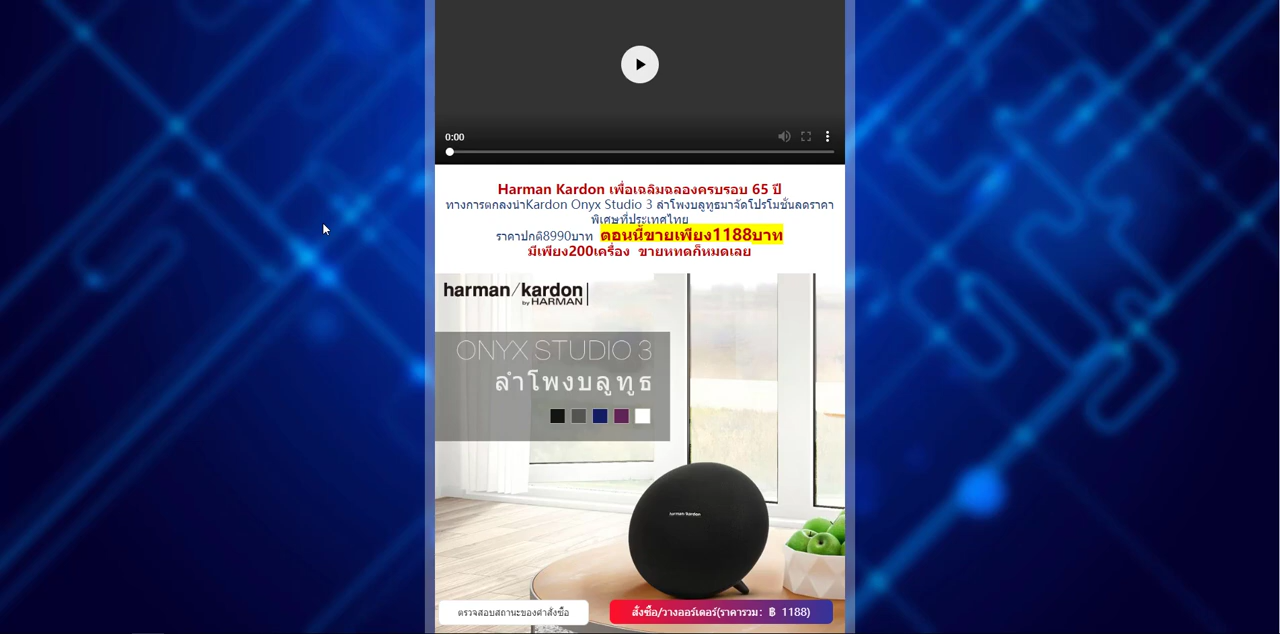 0:00
Harman Kardon เพื่อเฉลิมฉลองครบรอบ 65 ปี
ทางการตกลงนำKardon Onyx Studio 3 ลำโพงบลูทูธมาจัดโปรโมชั่นลดราคา
พิเศษที่ประเทศไทย
ราคาปกติ8990บาท ตอนนี้ขายเพียง1188บาท
มีเพียง200เครื่อง ขายหทดก็หมดเลย
harman/kardon
by HARMAN
ONYX STUDIO 3
ลำโพงบลูทูธ
harman/kardon
ตรวจสอบสถานะของคำสั่งซื้อ
สั่งซื้อ/วางออร์เดอร์(ราคารวม: ฿ 1188)